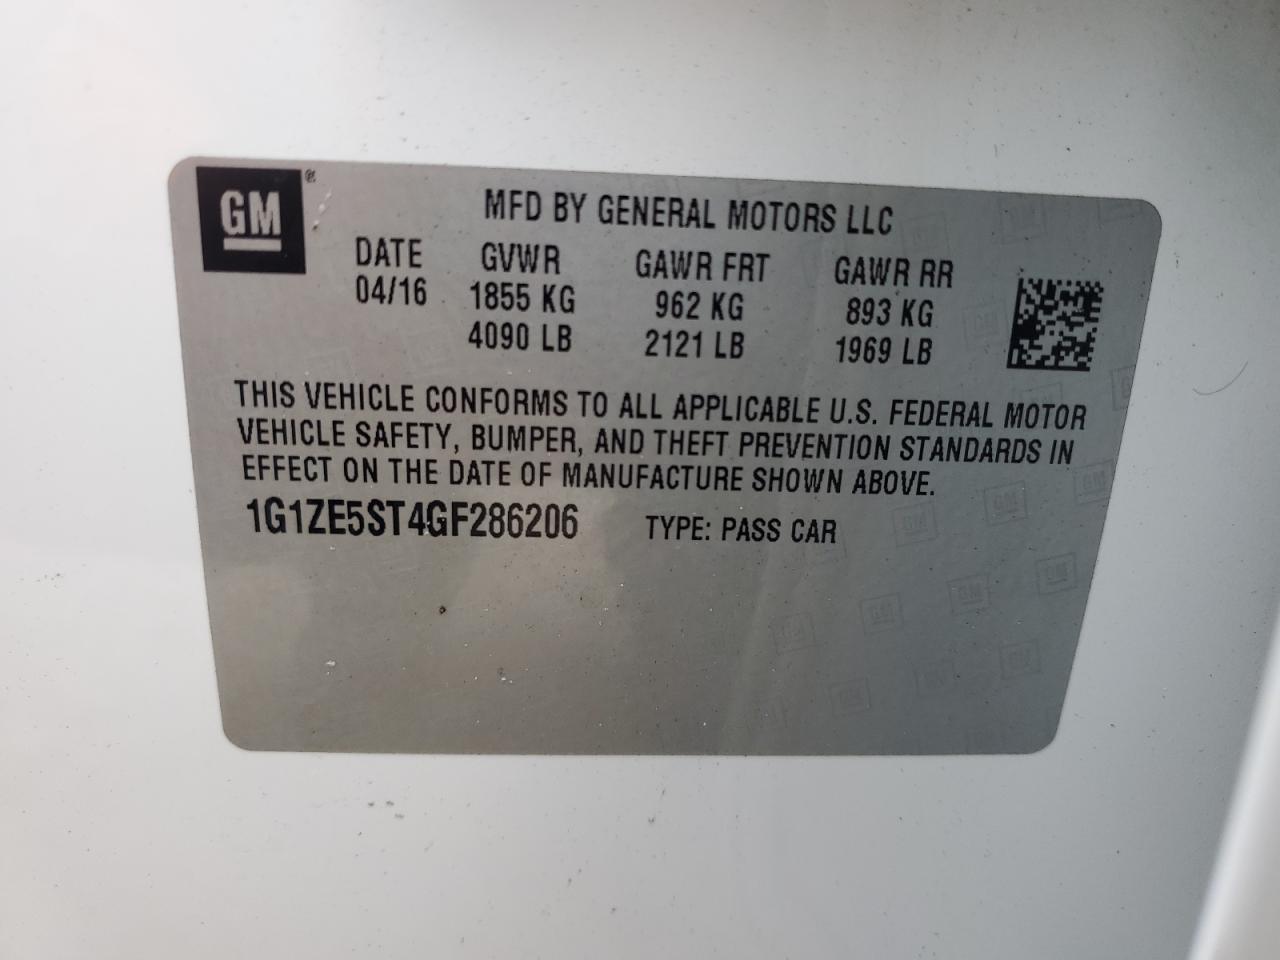 GM®
MFD BY GENERAL MOTORS LLC
DATE GVWR GAWR FRT GAWR RR
04/16 1855 KG 962 KG 893 KG
4090 LB 2121 LB 1969 LB
THIS VEHICLE CONFORMS TO ALL APPLICABLE U.S. FEDERAL MOTOR
VEHICLE SAFETY, BUMPER, AND THEFT PREVENTION STANDARDS IN
EFFECT ON THE DATE OF MANUFACTURE SHOWN ABOVE.
1G1ZE5ST4GF286206 TYPE: PASS CAR